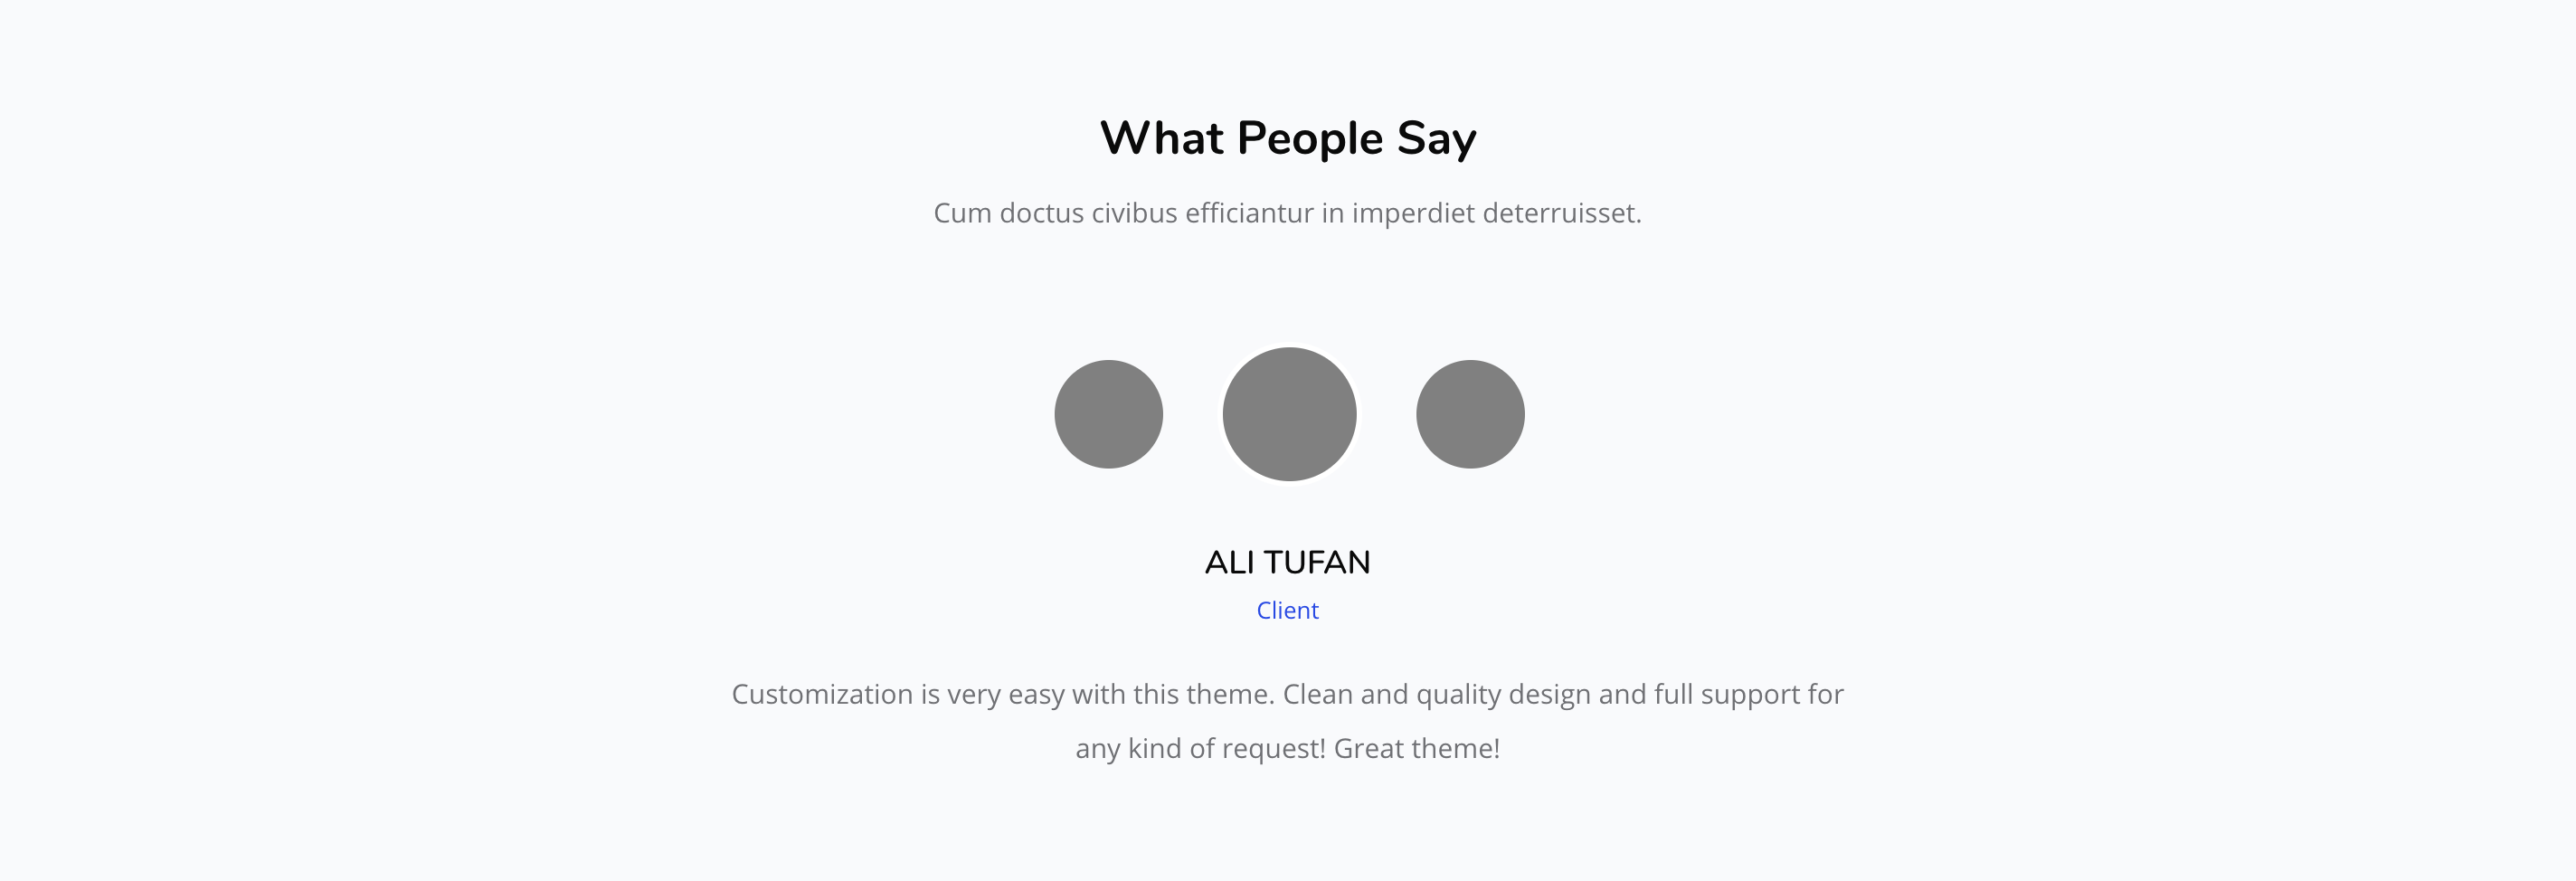 What People Say
Cum doctus civibus efficiantur in imperdiet deterruisset.
ALI TUFAN
Client
Customization is very easy with this theme. Clean and quality design and full support for
any kind of request! Great theme!